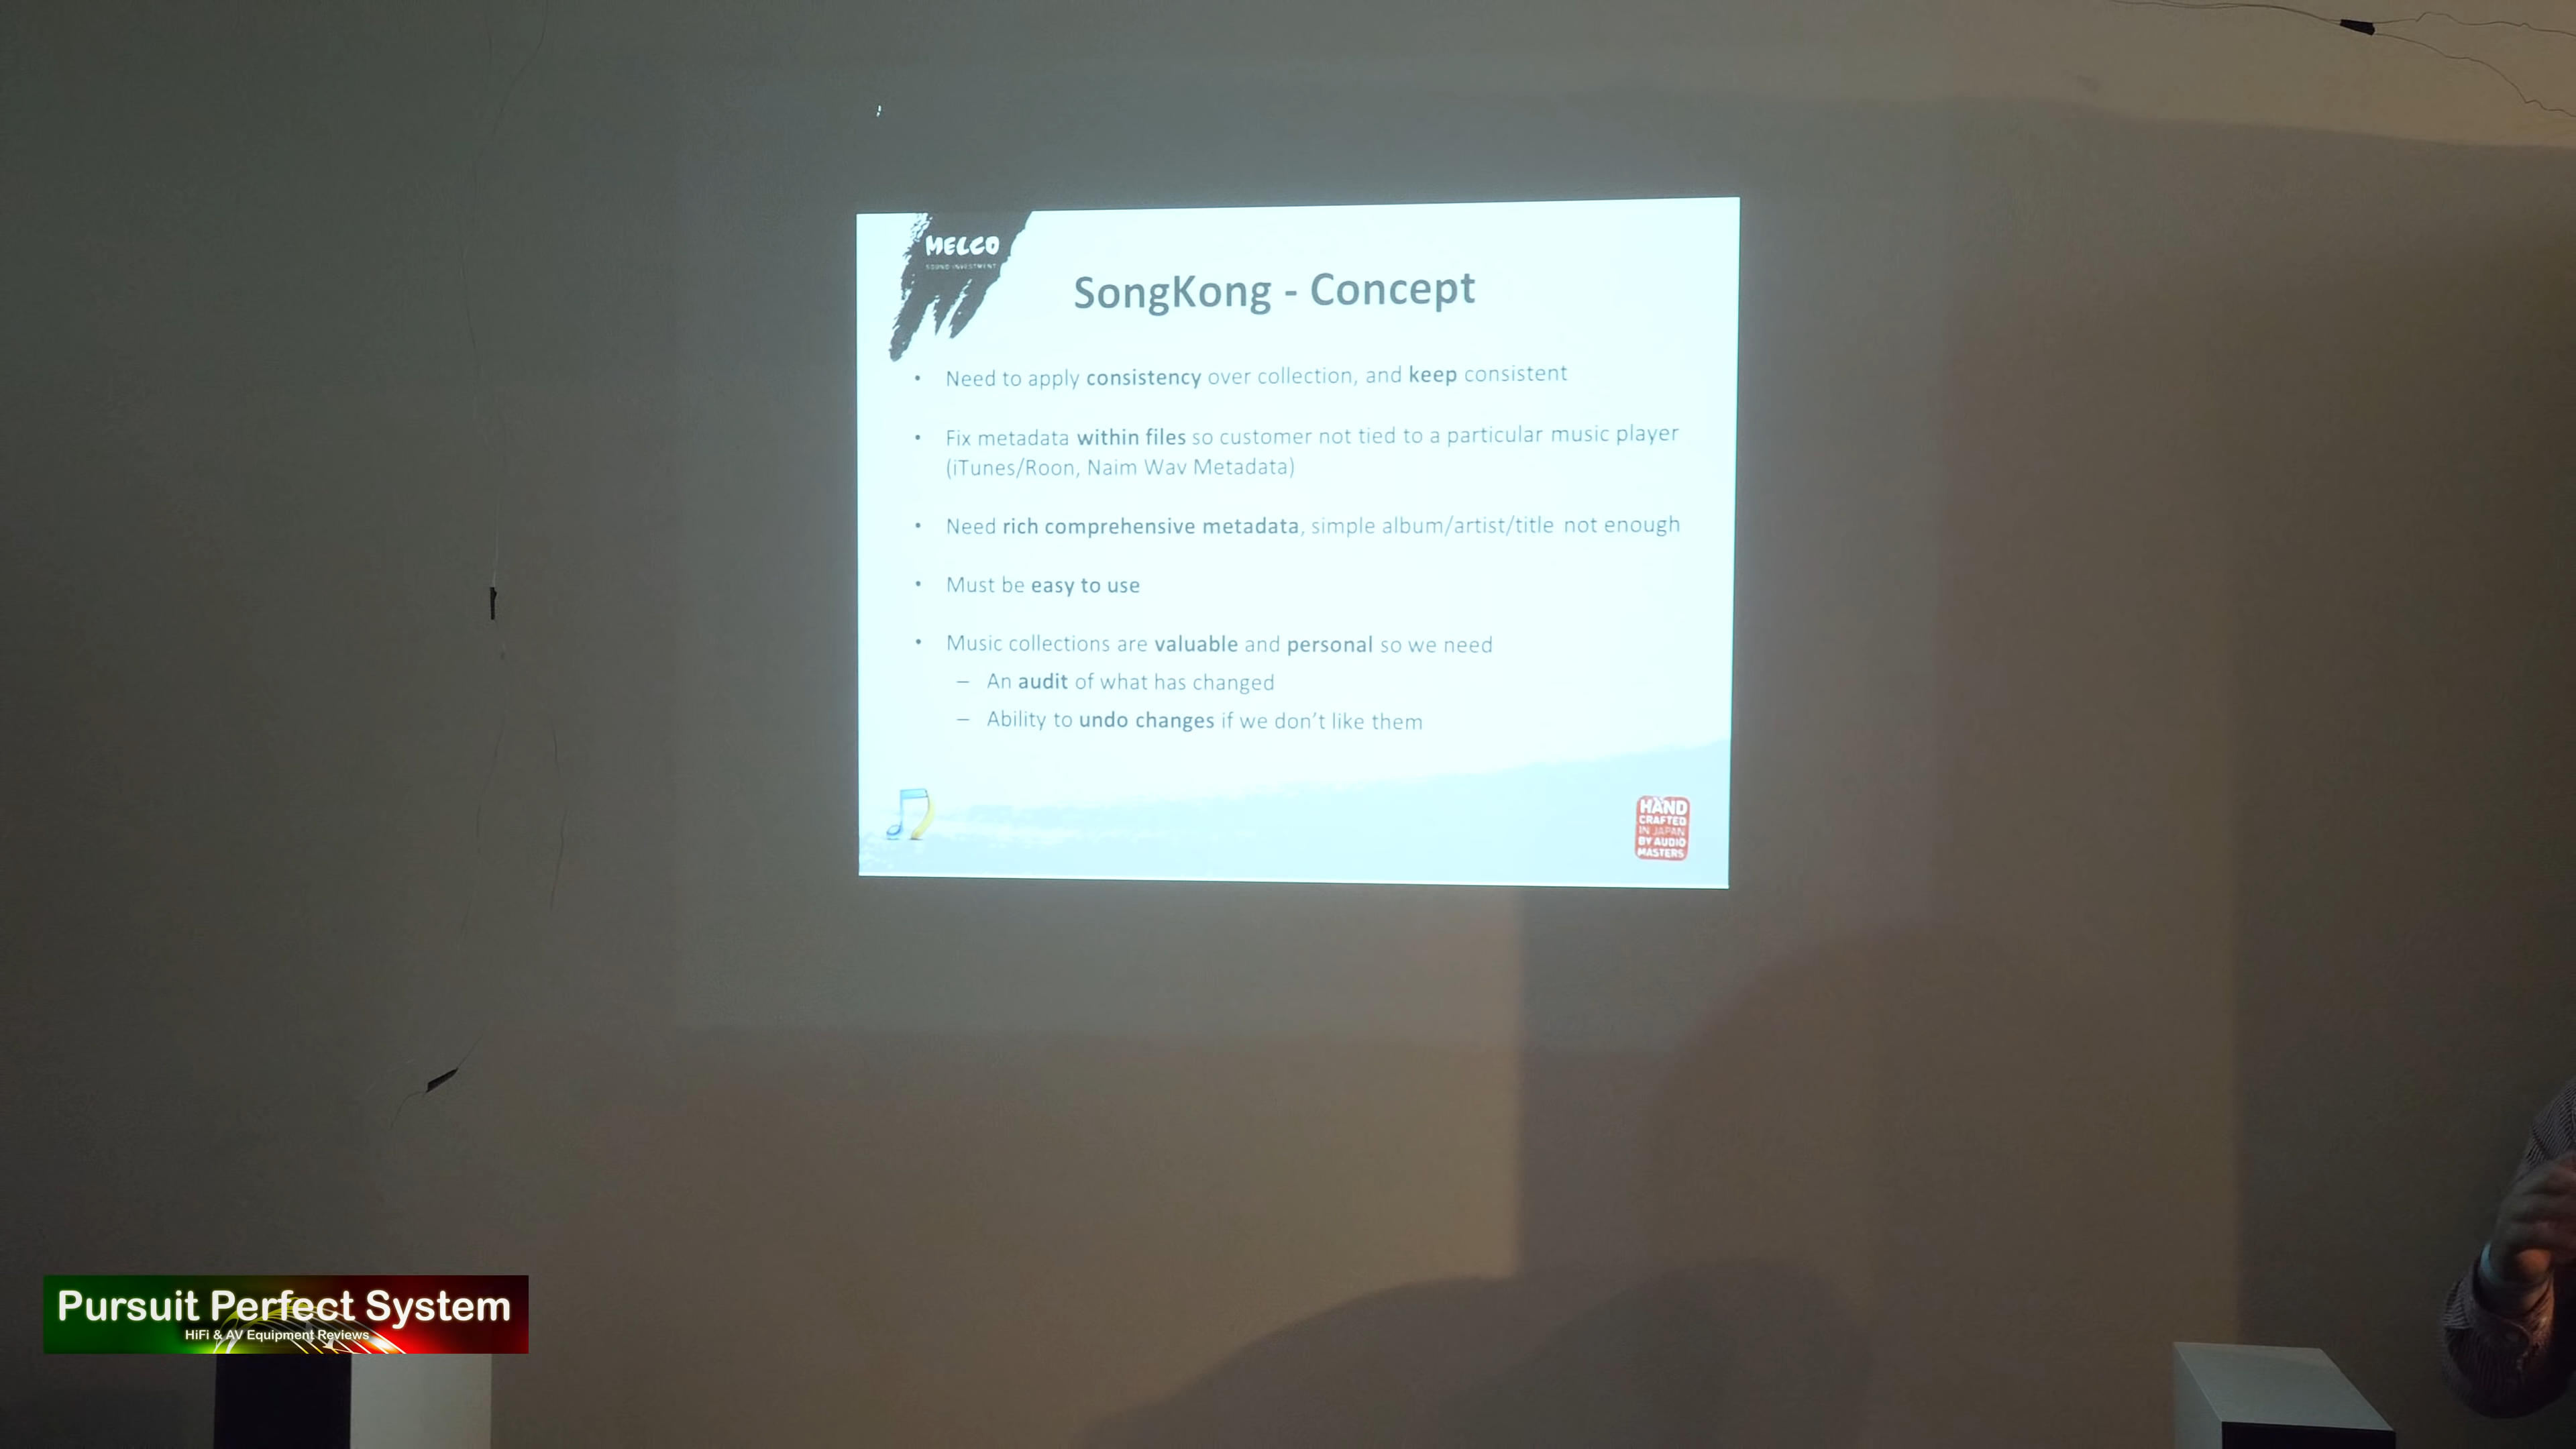 MELCO
SOUND INVESTMENT
SongKong - Concept
• Need to apply consistency over collection, and keep consistent
• Fix metadata within files so customer not tied to a particular music player
(iTunes/Roon, Naim Wav Metadata)
• Need rich comprehensive metadata, simple album/artist/title not enough
• Must be easy to use
• Music collections are valuable and personal so we need
– An audit of what has changed
– Ability to undo changes if we don't like them
HAND
CRAFTED
IN JAPAN
BY AUDIO
MASTERS
Pursuit Perfect System
HiFi & AV Equipment Reviews